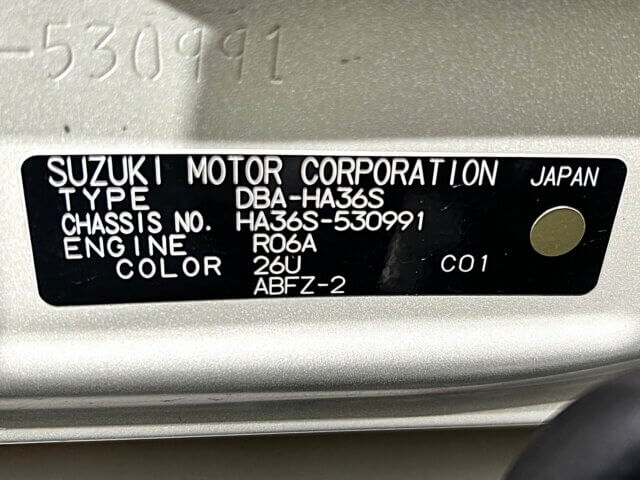 -530991
SUZUKI MOTOR CORPORATION JAPAN
TYPE DBA-HA36S
CHASSIS NO. HA36S-530991
ENGINE R06A
COLOR 26U C01
ABFZ-2